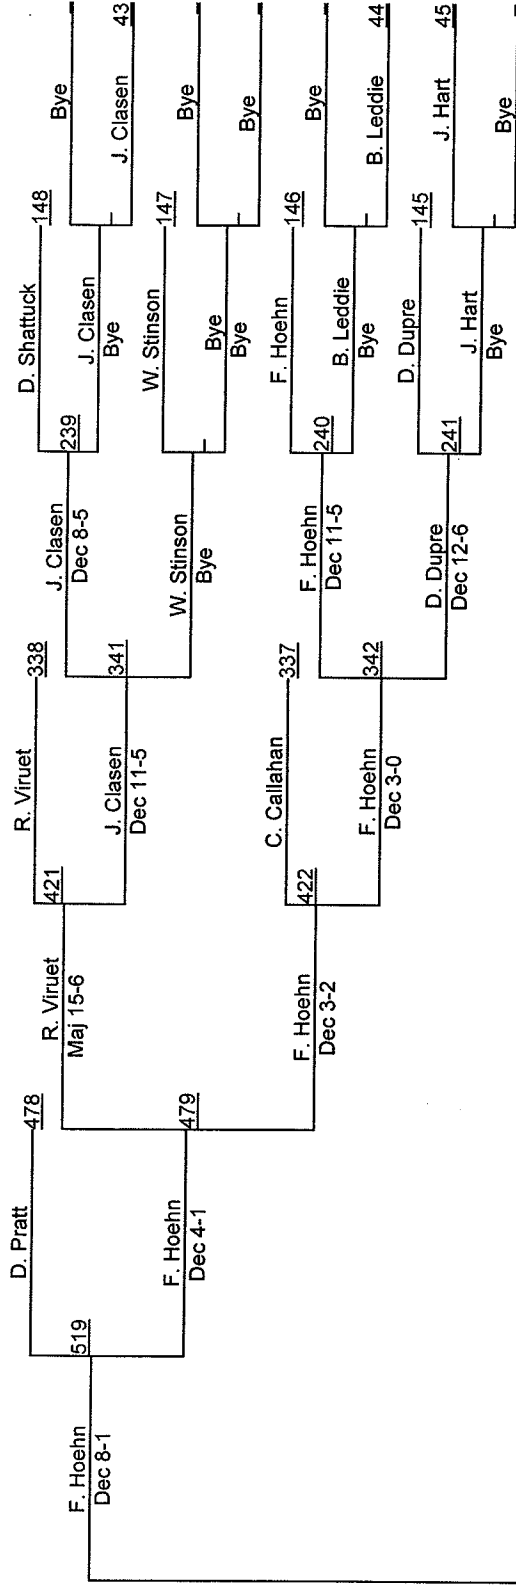 Bye
J. Clasen 43
Bye
Bye
Bye
B. Leddie 44
J. Hart 45
Bye
D. Shattuck 148
J. Clasen
Bye
W. Stinson 147
Bye
Bye
F. Hoehn 146
B. Leddie
Bye
D. Dupre 145
J. Hart
Bye
J. Clasen 239
Dec 8-5
W. Stinson
Bye
F. Hoehn 240
Dec 11-5
D. Dupre 241
Dec 12-6
R. Viruet 338
J. Clasen 341
Dec 11-5
C. Callahan 337
F. Hoehn 342
Dec 3-0
R. Viruet 421
Maj 15-6
F. Hoehn 422
Dec 3-2
D. Pratt 478
F. Hoehn 479
Dec 4-1
F. Hoehn 519
Dec 8-1